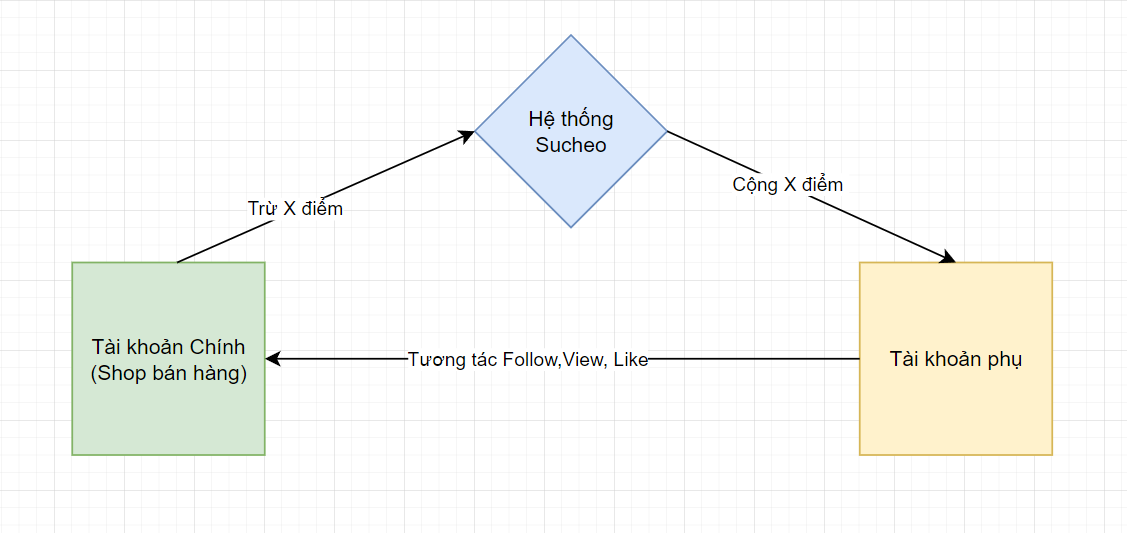 Hệ thống
Sucheo
Cộng X điểm
Trừ X điểm
Tài khoản Chính
(Shop bán hàng)
Tương tác Follow,View, Like
Tài khoản phụ